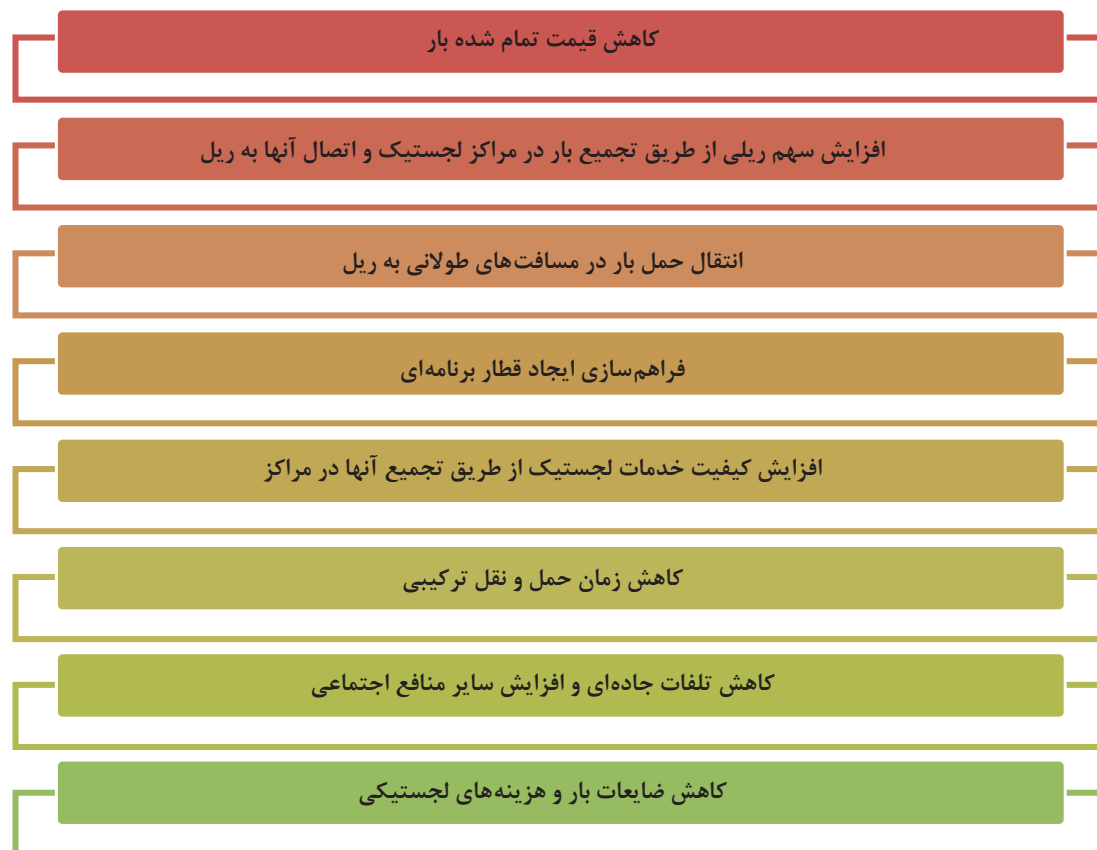 کاهش قیمت تمام شده بار
افزایش سهم ریلی از طریق تجمیع بار در مراکز لجستیک و اتصال آنها به ریل
انتقال حمل بار در مسافت‌های طولانی به ریل
فراهم‌سازی ایجاد قطار برنامه‌ای
افزایش کیفیت خدمات لجستیک از طریق تجمیع آنها در مراکز
کاهش زمان حمل و نقل ترکیبی
کاهش تلفات جاده‌ای و افزایش سایر منافع اجتماعی
کاهش ضایعات بار و هزینه‌های لجستیکی